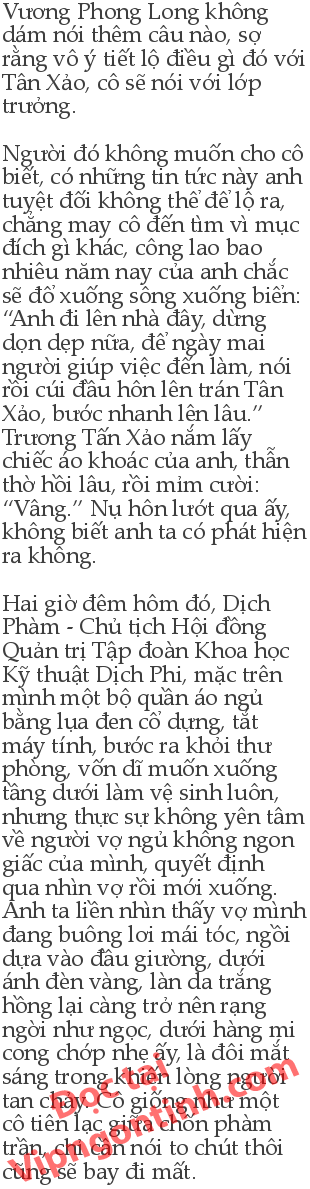 Vương Phong Long không
dám nói thêm câu nào, sợ
rằng vô ý tiết lộ điều gì đó với
Tân Xảo, cô sẽ nói với lớp
trưởng.

Người đó không muốn cho cô
biết, có những tin tức này anh
tuyệt đối không thể để lộ ra,
chẳng may cô đến tìm vì mục
đích gì khác, công lao bao
nhiêu năm nay của anh chắc
sẽ đổ xuống sông xuống biển:
“Anh đi lên nhà đây, dừng
dọn dẹp nữa, để ngày mai
người giúp việc đến làm, nói
rồi cúi đầu hôn lên trán Tân
Xảo, bước nhanh lên lầu.”
Trương Tấn Xảo nắm lấy
chiếc áo khoác của anh, thẫn
thờ hồi lâu, rồi mỉm cười:
“Vâng.” Nụ hôn lướt qua ấy,
không biết anh ta có phát hiện
ra không.

Hai giờ đêm hôm đó, Dịch
Phàm - Chủ tịch Hội đồng
Quản trị Tập đoàn Khoa học
Kỹ thuật Dịch Phi, mặc trên
mình một bộ quần áo ngủ
bằng lụa đen cổ dựng, tắt
máy tính, bước ra khỏi thư
phòng, vốn dĩ muốn xuống
tầng dưới làm vệ sinh luôn,
nhưng thực sự không yên tâm
về người vợ ngủ không ngon
giấc của mình, quyết định
qua nhìn vợ rồi mới xuống.
Anh ta liền nhìn thấy vợ mình
đang buông lơi mái tóc, ngồi
dựa vào đầu giường, dưới
ánh đèn vàng, làn da trắng
hồng lại càng trở nên rạng
ngời như ngọc, dưới hàng mi
cong chớp nhẹ ấy, là đôi mắt
sáng trong khiến lòng người
tan chảy. Cô giống như một
cô tiên lạc giữa chốn phàm
trần, chỉ cần nói to chút thôi
cũng sẽ bay đi mất.
Đọc tại
Vipngontinh.com